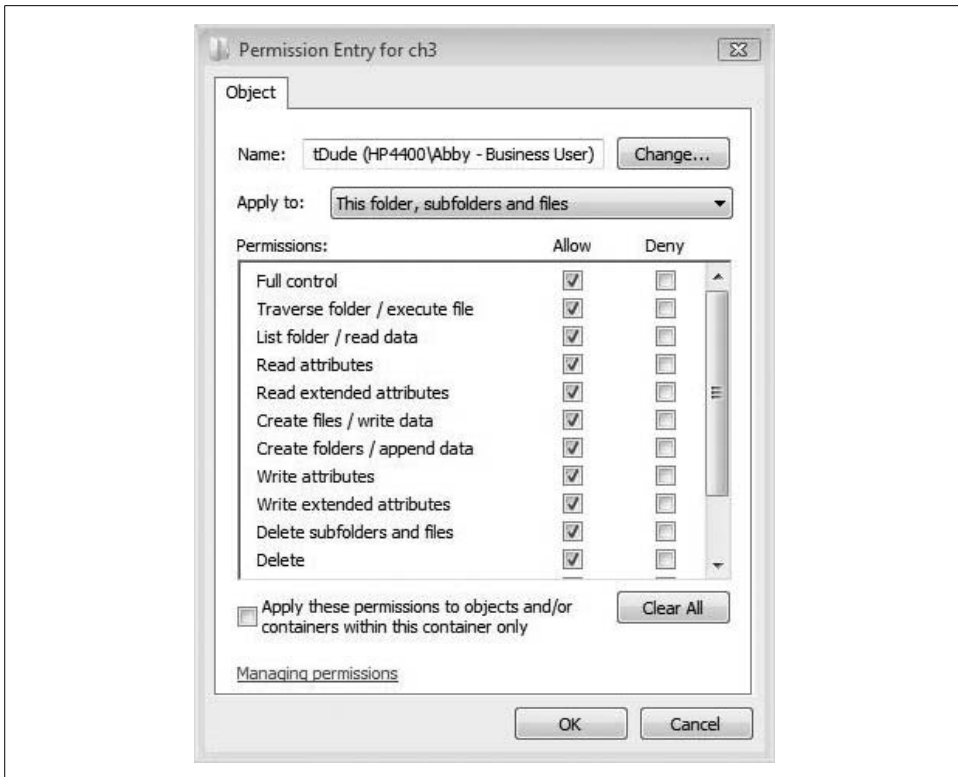 Permission Entry for ch3
Object
Name: tDude (HP4400\Abby - Business User) Change...
Apply to: This folder, subfolders and files
Permissions: Allow Deny
Full control
Traverse folder / execute file
List folder / read data
Read attributes
Read extended attributes
Create files / write data
Create folders / append data
Write attributes
Write extended attributes
Delete subfolders and files
Delete
Apply these permissions to objects and/or
containers within this container only
Clear All
Managing permissions
OK Cancel